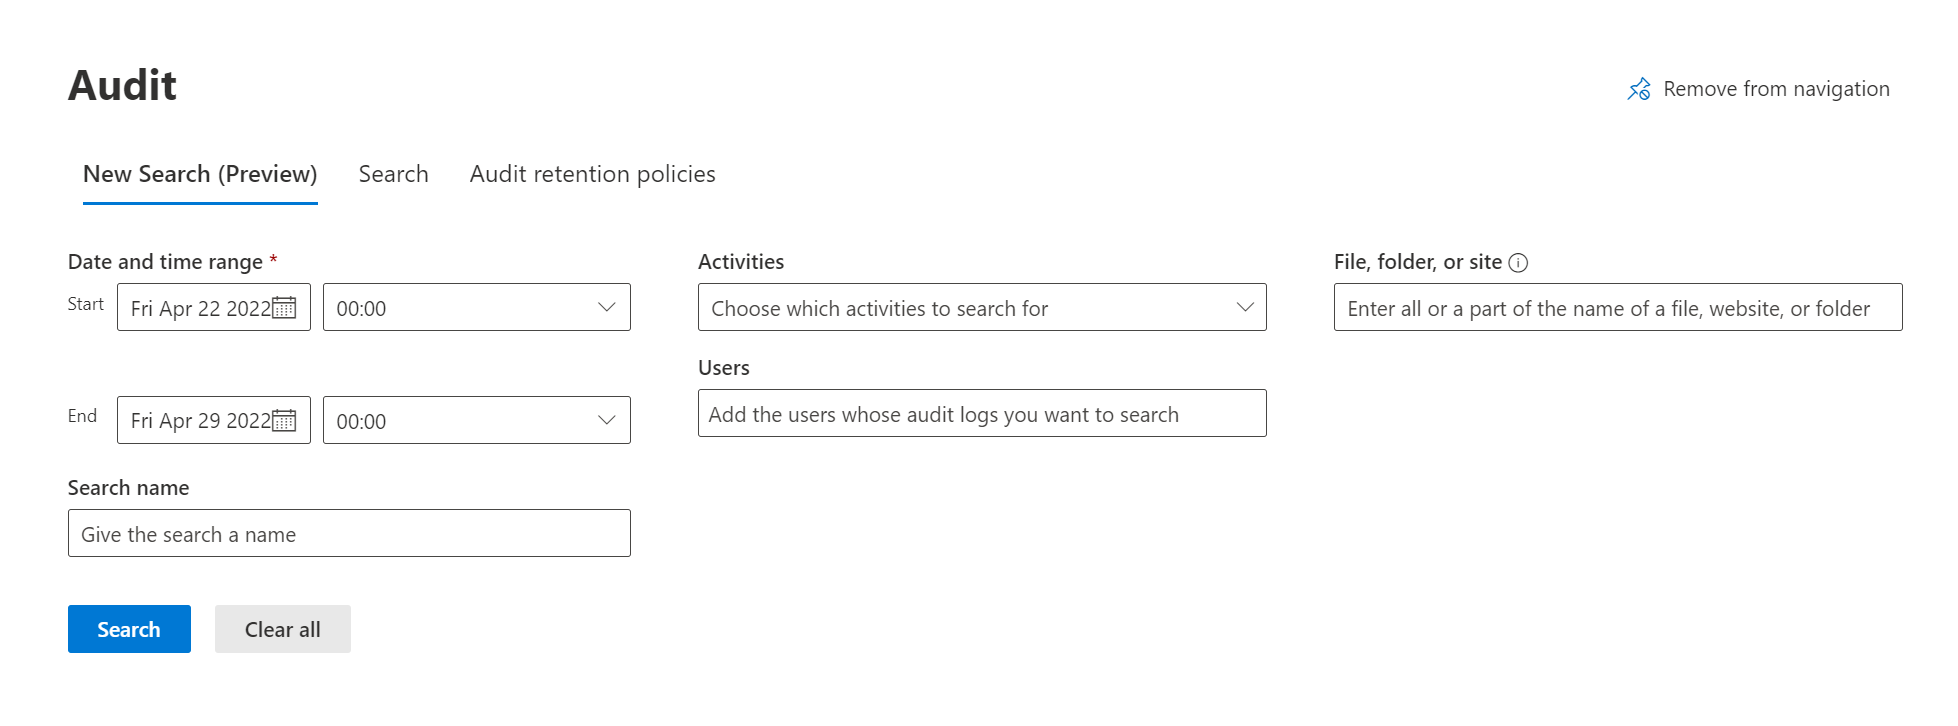 Audit
Remove from navigation
New Search (Preview) Search Audit retention policies
Date and time range *
Start Fri Apr 22 2022 00:00
End Fri Apr 29 2022 00:00
Search name
Give the search a name
Search Clear all
Activities
Choose which activities to search for
Users
Add the users whose audit logs you want to search
File, folder, or site
Enter all or a part of the name of a file, website, or folder